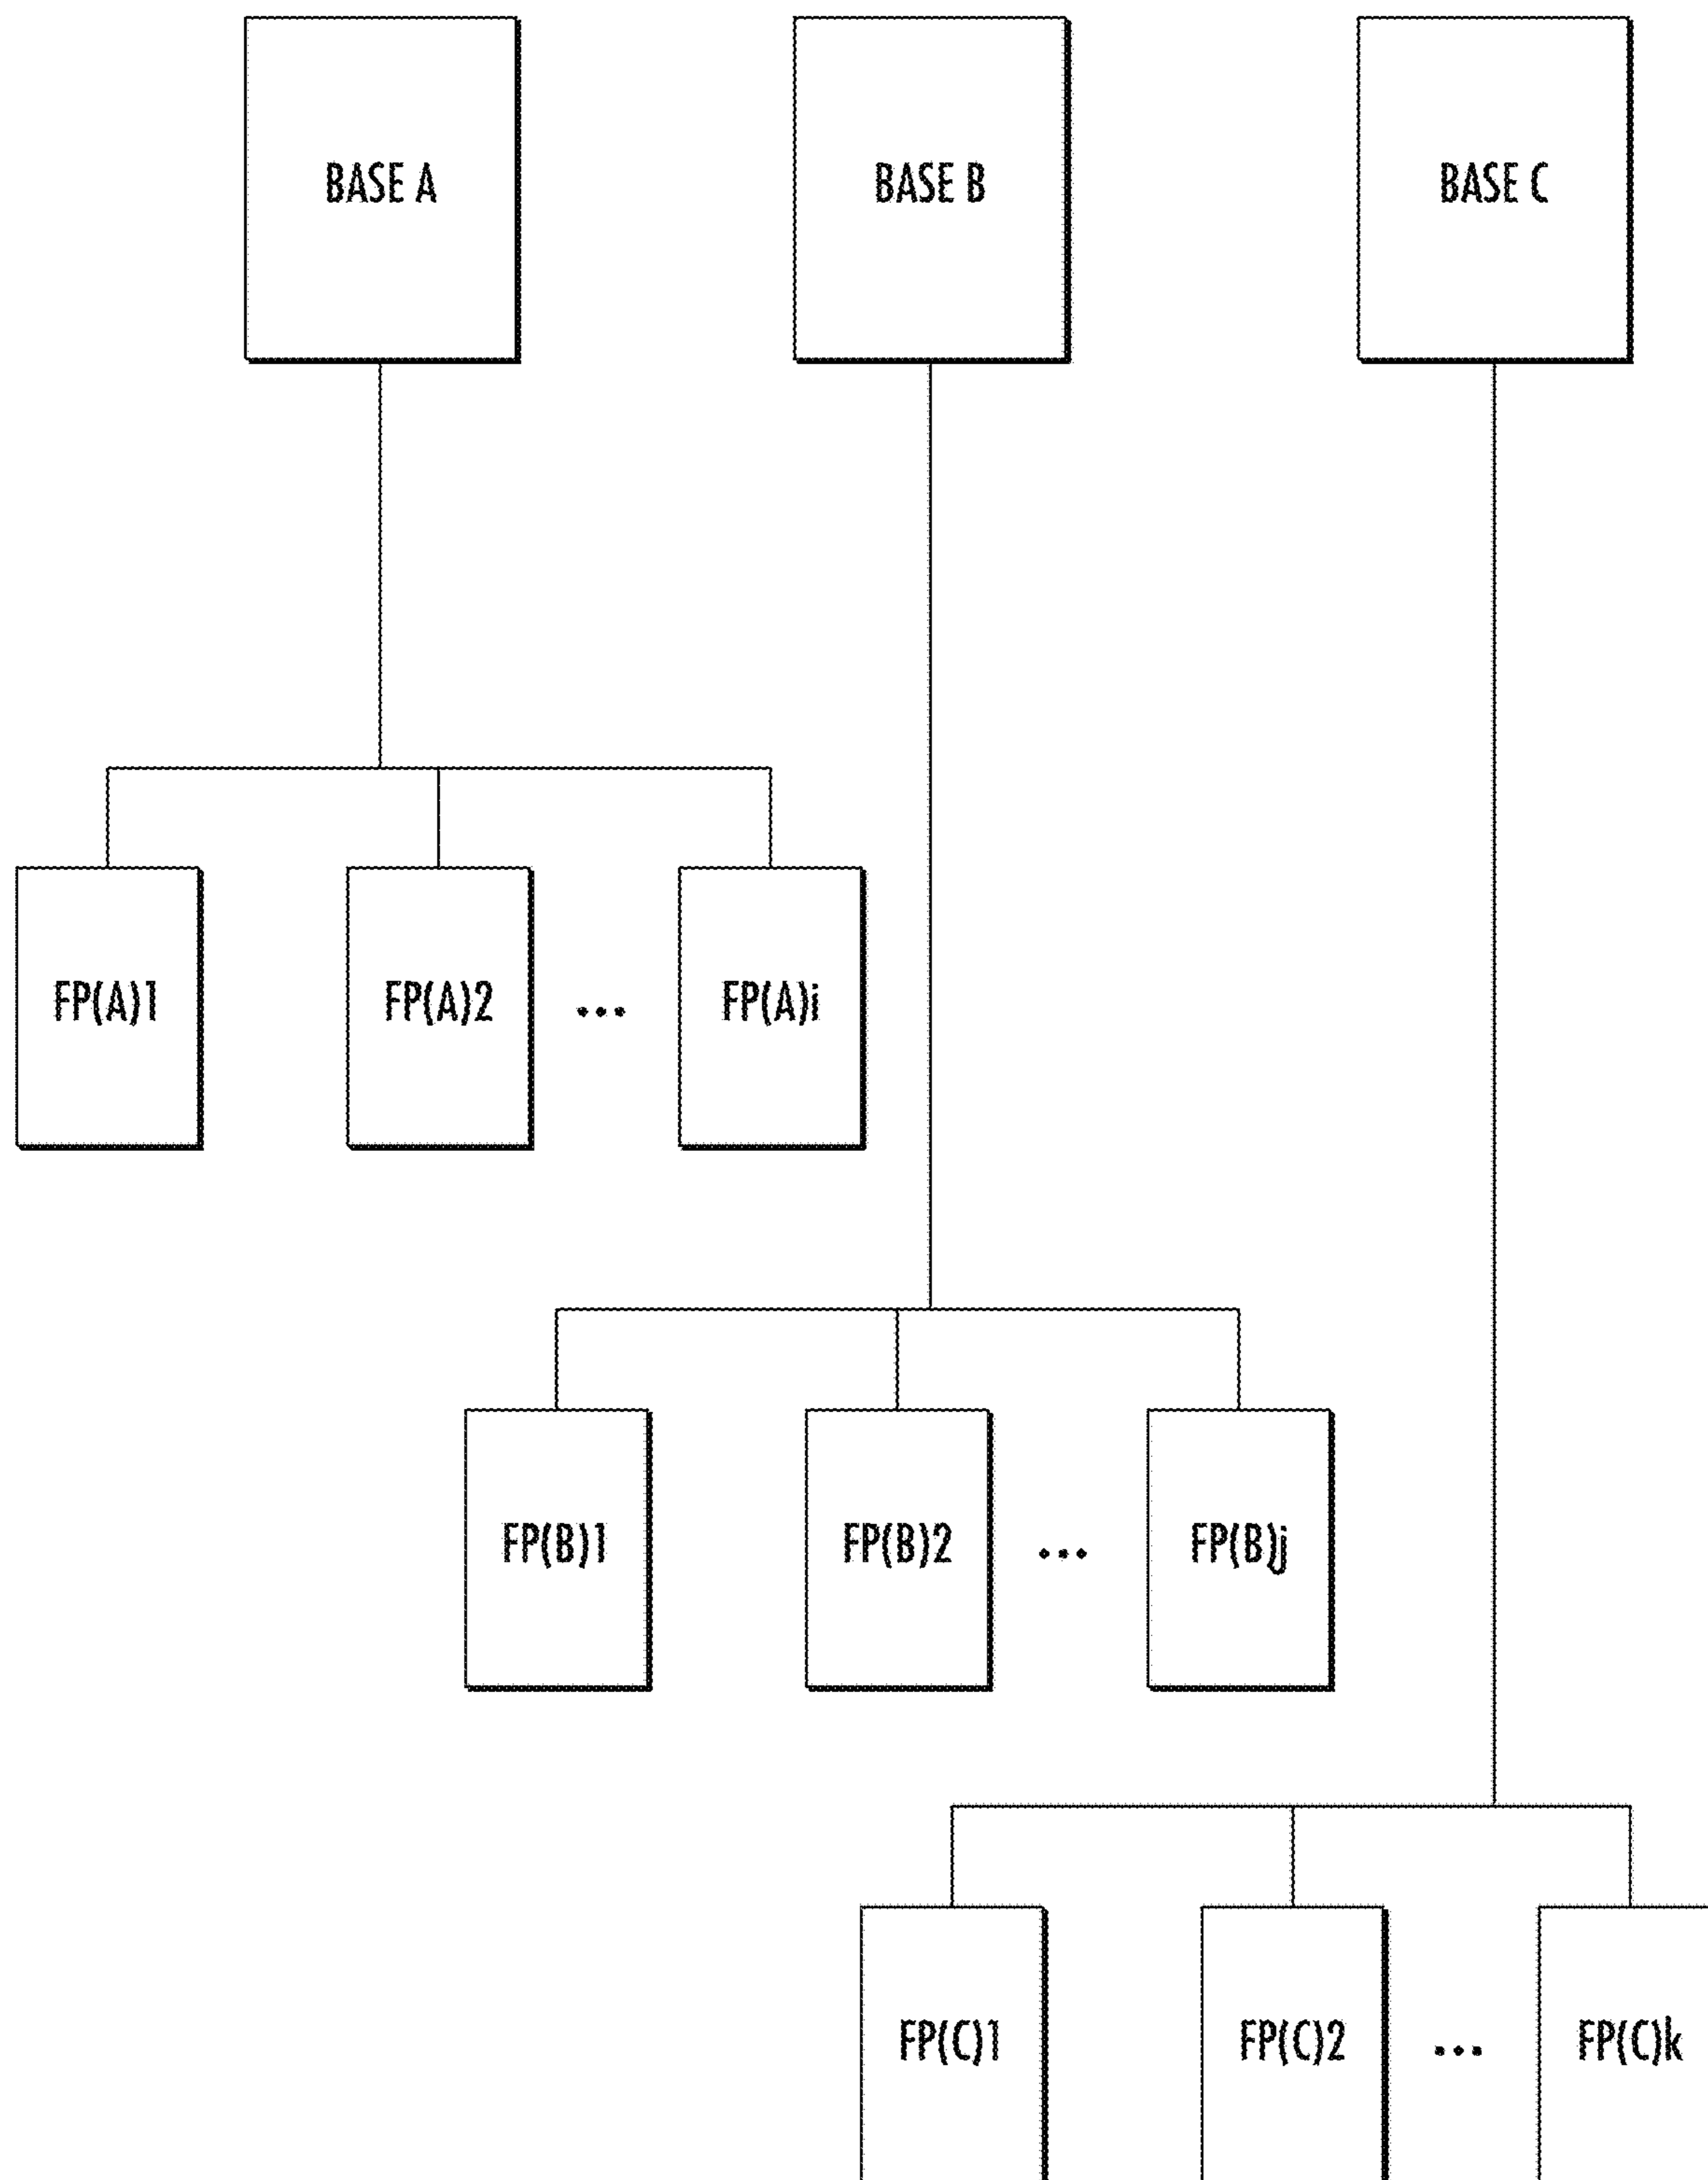 BASE A
BASE B
BASE C
FP(A)1
FP(A)2
...
FP(A)i
FP(B)1
FP(B)2
...
FP(B)j
FP(C)1
FP(C)2
...
FP(C)k